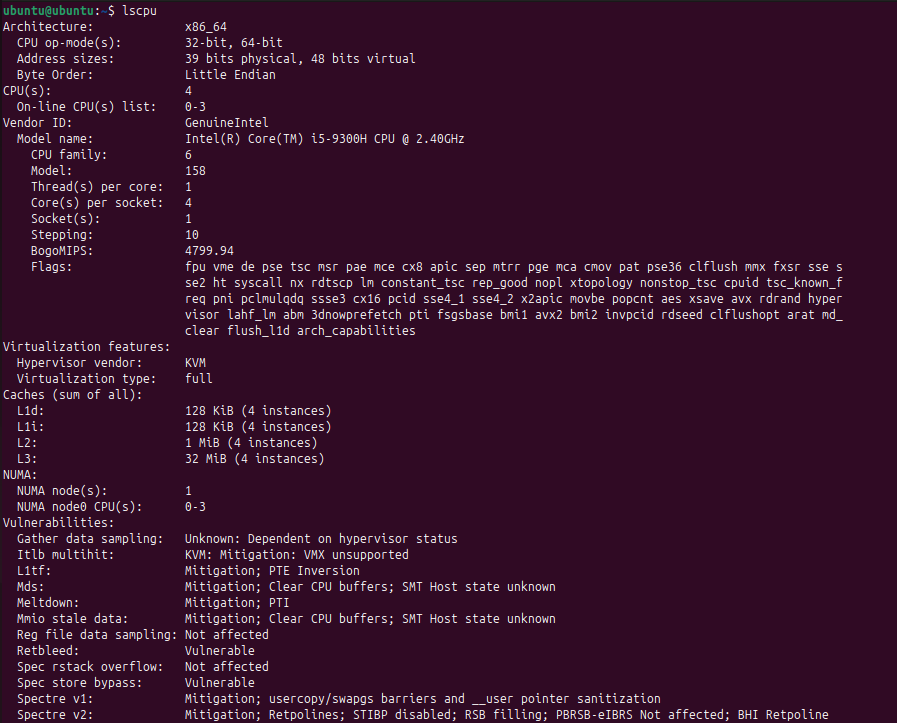 ubuntu@ubuntu:~$ lscpu
Architecture: x86_64
CPU op-mode(s): 32-bit, 64-bit
Address sizes: 39 bits physical, 48 bits virtual
Byte Order: Little Endian
CPU(s): 4
On-line CPU(s) list: 0-3
Vendor ID: GenuineIntel
Model name: Intel(R) Core(TM) i5-9300H CPU @ 2.40GHz
CPU family: 6
Model: 158
Thread(s) per core: 1
Core(s) per socket: 4
Socket(s): 1
Stepping: 10
BogoMIPS: 4799.94
Flags: fpu vme de pse tsc msr pae mce cx8 apic sep mtrr pge mca cmov pat pse36 clflush mmx fxsr sse s
se2 ht syscall nx rdtscp lm constant_tsc rep_good nopl xtopology nonstop_tsc cpuid tsc_known_f
req pni pclmulqdq ssse3 cx16 pcid sse4_1 sse4_2 x2apic movbe popcnt aes xsave avx rdrand hyper
visor lahf_lm abm 3dnowprefetch pti fsgsbase bmi1 avx2 bmi2 invpcid rdseed clflushopt arat md_
clear flush_l1d arch_capabilities
Virtualization features:
Hypervisor vendor: KVM
Virtualization type: full
Caches (sum of all):
L1d: 128 KiB (4 instances)
L1i: 128 KiB (4 instances)
L2: 1 MiB (4 instances)
L3: 32 MiB (4 instances)
NUMA:
NUMA node(s): 1
NUMA node0 CPU(s): 0-3
Vulnerabilities:
Gather data sampling: Unknown: Dependent on hypervisor status
Itlb multihit: KVM: Mitigation: VMX unsupported
L1tf: Mitigation; PTE Inversion
Mds: Mitigation; Clear CPU buffers; SMT Host state unknown
Meltdown: Mitigation; PTI
Mmio stale data: Mitigation; Clear CPU buffers; SMT Host state unknown
Reg file data sampling: Not affected
Retbleed: Vulnerable
Spec rstack overflow: Not affected
Spec store bypass: Vulnerable
Spectre v1: Mitigation; usercopy/swapgs barriers and __user pointer sanitization
Spectre v2: Mitigation; Retpolines; STIBP disabled; RSB filling; PBRSB-eIBRS Not affected; BHI Retpoline